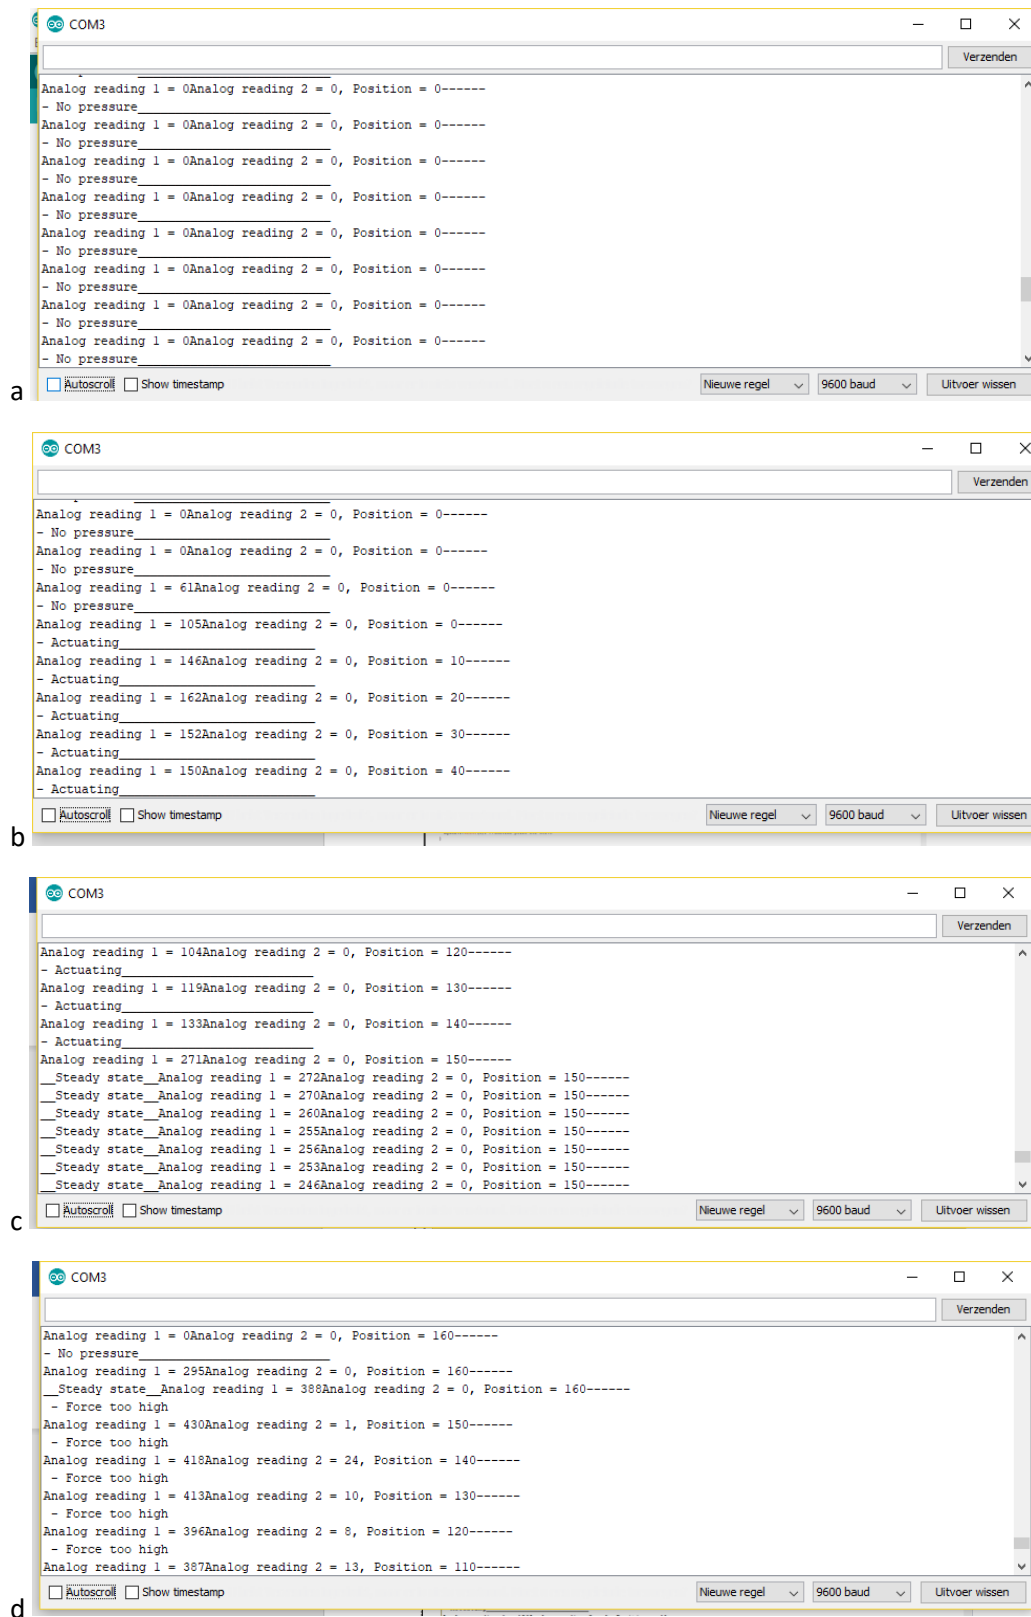 COM3
Verzenden
Analog reading 1 = 0Analog reading 2 = 0, Position = 0------
- No pressure____________________________
Analog reading 1 = 0Analog reading 2 = 0, Position = 0------
- No pressure____________________________
Analog reading 1 = 0Analog reading 2 = 0, Position = 0------
- No pressure____________________________
Analog reading 1 = 0Analog reading 2 = 0, Position = 0------
- No pressure____________________________
Analog reading 1 = 0Analog reading 2 = 0, Position = 0------
- No pressure____________________________
Analog reading 1 = 0Analog reading 2 = 0, Position = 0------
- No pressure____________________________
Analog reading 1 = 0Analog reading 2 = 0, Position = 0------
- No pressure____________________________
Analog reading 1 = 0Analog reading 2 = 0, Position = 0------
- No pressure____________________________
Autoscroll Show timestamp Nieuwe regel 9600 baud Uitvoer wissen
a
COM3
Verzenden
Analog reading 1 = 0Analog reading 2 = 0, Position = 0------
- No pressure____________________________
Analog reading 1 = 0Analog reading 2 = 0, Position = 0------
- No pressure____________________________
Analog reading 1 = 61Analog reading 2 = 0, Position = 0------
- No pressure____________________________
Analog reading 1 = 105Analog reading 2 = 0, Position = 0------
- Actuating____________________________
Analog reading 1 = 146Analog reading 2 = 0, Position = 10------
- Actuating____________________________
Analog reading 1 = 162Analog reading 2 = 0, Position = 20------
- Actuating____________________________
Analog reading 1 = 152Analog reading 2 = 0, Position = 30------
- Actuating____________________________
Analog reading 1 = 150Analog reading 2 = 0, Position = 40------
- Actuating____________________________
Autoscroll Show timestamp Nieuwe regel 9600 baud Uitvoer wissen
b
COM3
Verzenden
Analog reading 1 = 104Analog reading 2 = 0, Position = 120------
- Actuating____________________________
Analog reading 1 = 119Analog reading 2 = 0, Position = 130------
- Actuating____________________________
Analog reading 1 = 133Analog reading 2 = 0, Position = 140------
- Actuating____________________________
Analog reading 1 = 271Analog reading 2 = 0, Position = 150------
__Steady state__Analog reading 1 = 272Analog reading 2 = 0, Position = 150------
__Steady state__Analog reading 1 = 270Analog reading 2 = 0, Position = 150------
__Steady state__Analog reading 1 = 260Analog reading 2 = 0, Position = 150------
__Steady state__Analog reading 1 = 255Analog reading 2 = 0, Position = 150------
__Steady state__Analog reading 1 = 256Analog reading 2 = 0, Position = 150------
__Steady state__Analog reading 1 = 253Analog reading 2 = 0, Position = 150------
__Steady state__Analog reading 1 = 246Analog reading 2 = 0, Position = 150------
Autoscroll Show timestamp Nieuwe regel 9600 baud Uitvoer wissen
c
COM3
Verzenden
Analog reading 1 = 0Analog reading 2 = 0, Position = 160------
- No pressure____________________________
Analog reading 1 = 295Analog reading 2 = 0, Position = 160------
__Steady state__Analog reading 1 = 388Analog reading 2 = 0, Position = 160------
- Force too high
Analog reading 1 = 430Analog reading 2 = 1, Position = 150------
- Force too high
Analog reading 1 = 418Analog reading 2 = 24, Position = 140------
- Force too high
Analog reading 1 = 413Analog reading 2 = 10, Position = 130------
- Force too high
Analog reading 1 = 396Analog reading 2 = 8, Position = 120------
- Force too high
Analog reading 1 = 387Analog reading 2 = 13, Position = 110------
Autoscroll Show timestamp Nieuwe regel 9600 baud Uitvoer wissen
d